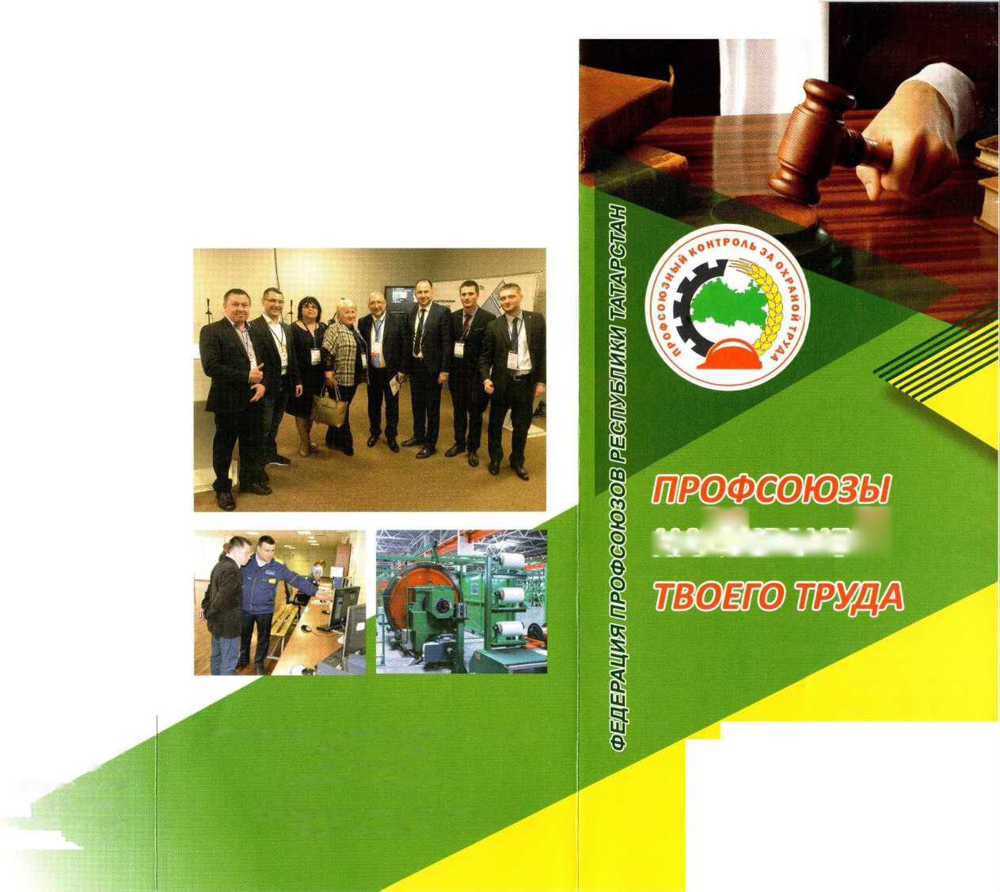 ФЕДЕРАЦИЯ ПРОФСОЮЗОВ РЕСПУБЛИКИ ТАТАРСТАН
ПРОФСОЮЗНЫЙ КОНТРОЛЬ ЗА ОХРАНОЙ ТРУДА
ПРОФСОЮЗЫ
ТВОЕГО ТРУДА